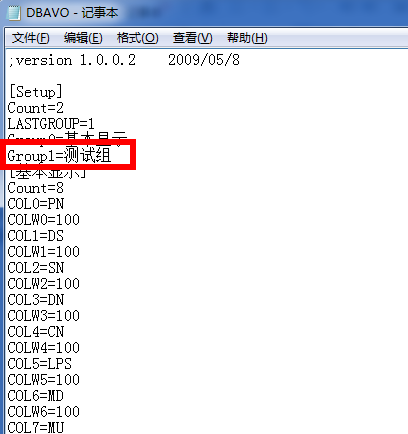 DBAVO - 记事本
文件(F) 编辑(E) 格式(O) 查看(V) 帮助(H)
;version 1.0.0.2 2009/05/8
[Setup]
Count=2
LASTGROUP=1
Group0=基本显示
Group1=测试组
[基本显示]
Count=8
COL0=PN
COLW0=100
COL1=DS
COLW1=100
COL2=SN
COLW2=100
COL3=DN
COLW3=100
COL4=CN
COLW4=100
COL5=LPS
COLW5=100
COL6=MD
COLW6=100
COL7=MU